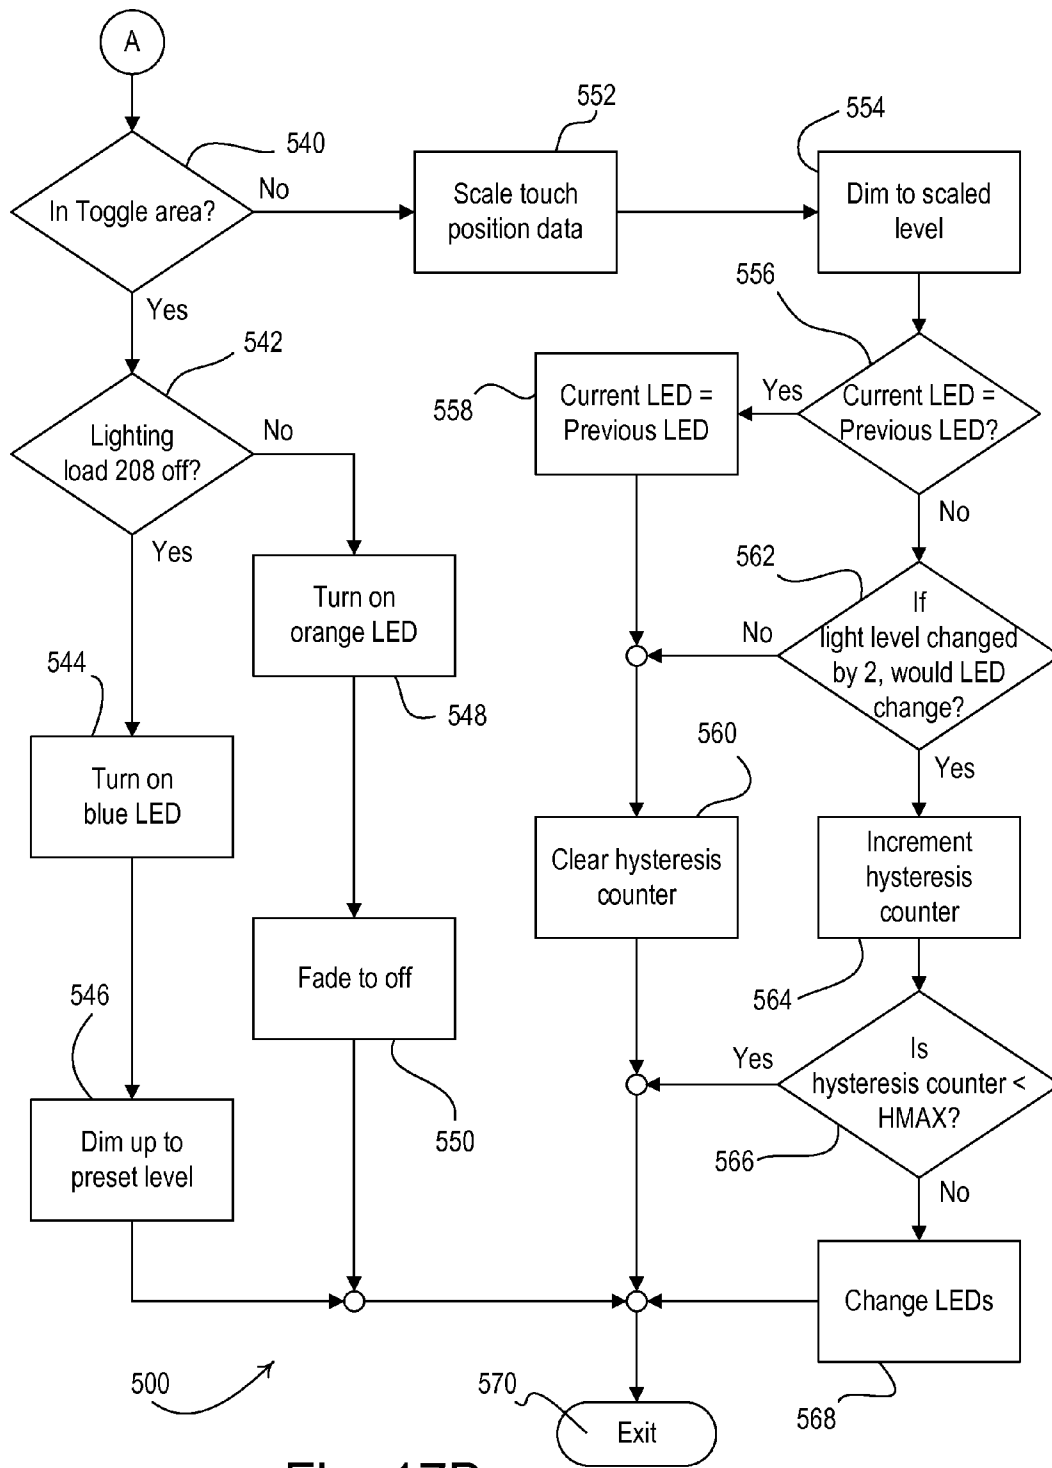 A
540
In Toggle area?
No
Yes
552
Scale touch
position data
554
Dim to scaled
level
542
Lighting
load 208 off?
No
Yes
556
Current LED =
Previous LED?
Yes
No
558
Current LED =
Previous LED
562
If
light level changed
by 2, would LED
change?
No
Yes
Turn on
orange LED
548
544
Turn on
blue LED
560
Clear hysteresis
counter
Increment
hysteresis
counter
564
Fade to off
550
546
Dim up to
preset level
Is
hysteresis counter <
HMAX?
Yes
566
No
Change LEDs
568
500
570
Exit